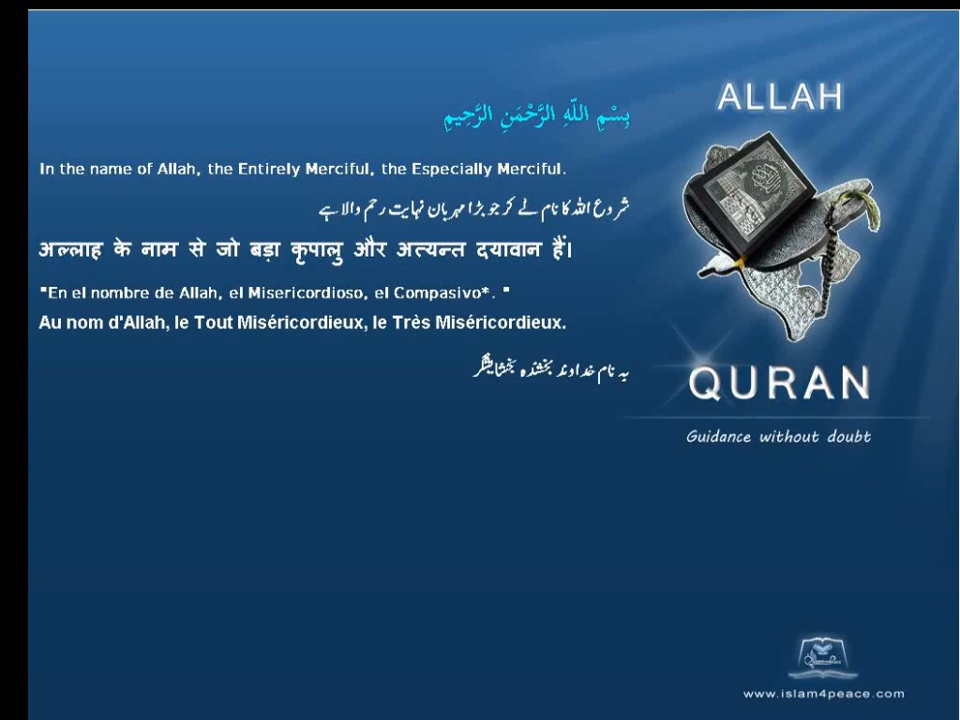 بِسْمِ اللَّهِ الرَّحْمَنِ الرَّحِيمِ
In the name of Allah, the Entirely Merciful, the Especially Merciful.
شروع الله کا نام لے کر جو بڑا مہربان نہایت رحم والا ہے
अल्लाह के नाम से जो बड़ा कृपालु और अत्यन्त दयावान हैं।
"En el nombre de Allah, el Misericordioso, el Compasivo*. "
Au nom d'Allah, le Tout Miséricordieux, le Très Miséricordieux.
به نام خداوند بخشنده بخشایشگر
ALLAH
QURAN
Guidance without doubt
www.islam4peace.com